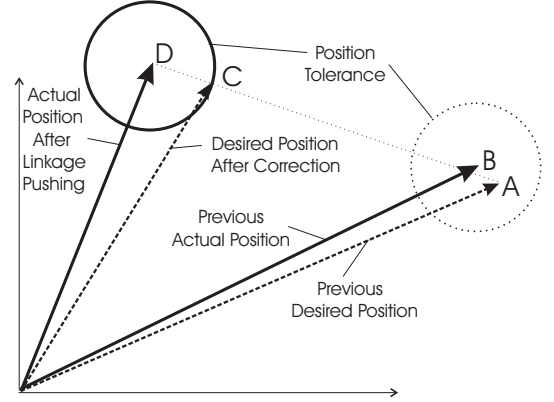 D
Position
Tolerance
C
Actual
Position
After
Linkage
Pushing
Desired Position
After Correction
B
A
Previous
Actual Position
Previous
Desired Position